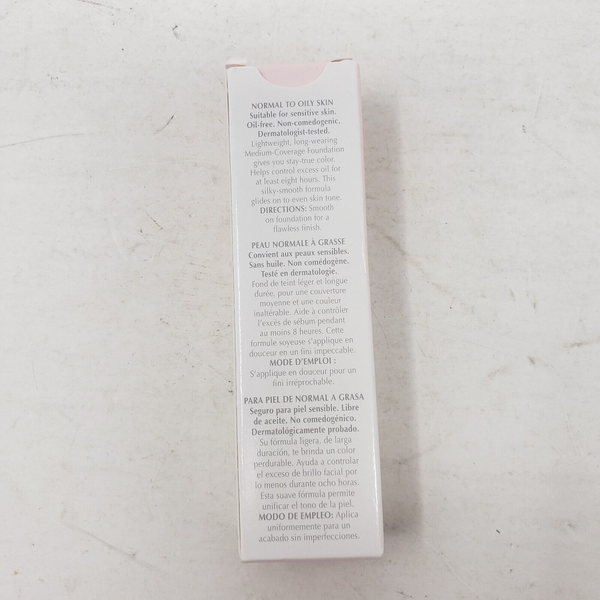 NORMAL TO OILY SKIN
Suitable for sensitive skin.
Oil-free. Non-comedogenic.
Dermatologist-tested.
Lightweight, long-wearing
Medium-Coverage Foundation
gives you stay-true color.
Helps control excess oil for
at least eight hours. This
silky-smooth formula
glides on to even skin tone.
DIRECTIONS: Smooth
on foundation for a
flawless finish.
PEAU NORMALE À GRASSE
Convient aux peaux sensibles.
Sans huile. Non comédogène.
Testé en dermatologie.
Fond de teint léger et longue
durée, pour une couverture
moyenne et une couleur
inaltérable. Aide à contrôler
l'excès de sébum pendant
au moins 8 heures. Cette
formule soyeuse s'applique en
douceur en un fini impeccable.
MODE D'EMPLOI :
S'applique en douceur pour un
fini irréprochable.
PARA PIEL DE NORMAL A GRASA
Seguro para piel sensible. Libre
de aceite. No comedogénico.
Dermatológicamente probado.
Su fórmula ligera, de larga
duración, te brinda un color
perdurable. Ayuda a controlar
el exceso de brillo facial por
lo menos durante ocho horas.
Esta suave fórmula permite
unificar el tono de la piel.
MODO DE EMPLEO: Aplica
uniformemente para un
acabado sin imperfecciones.